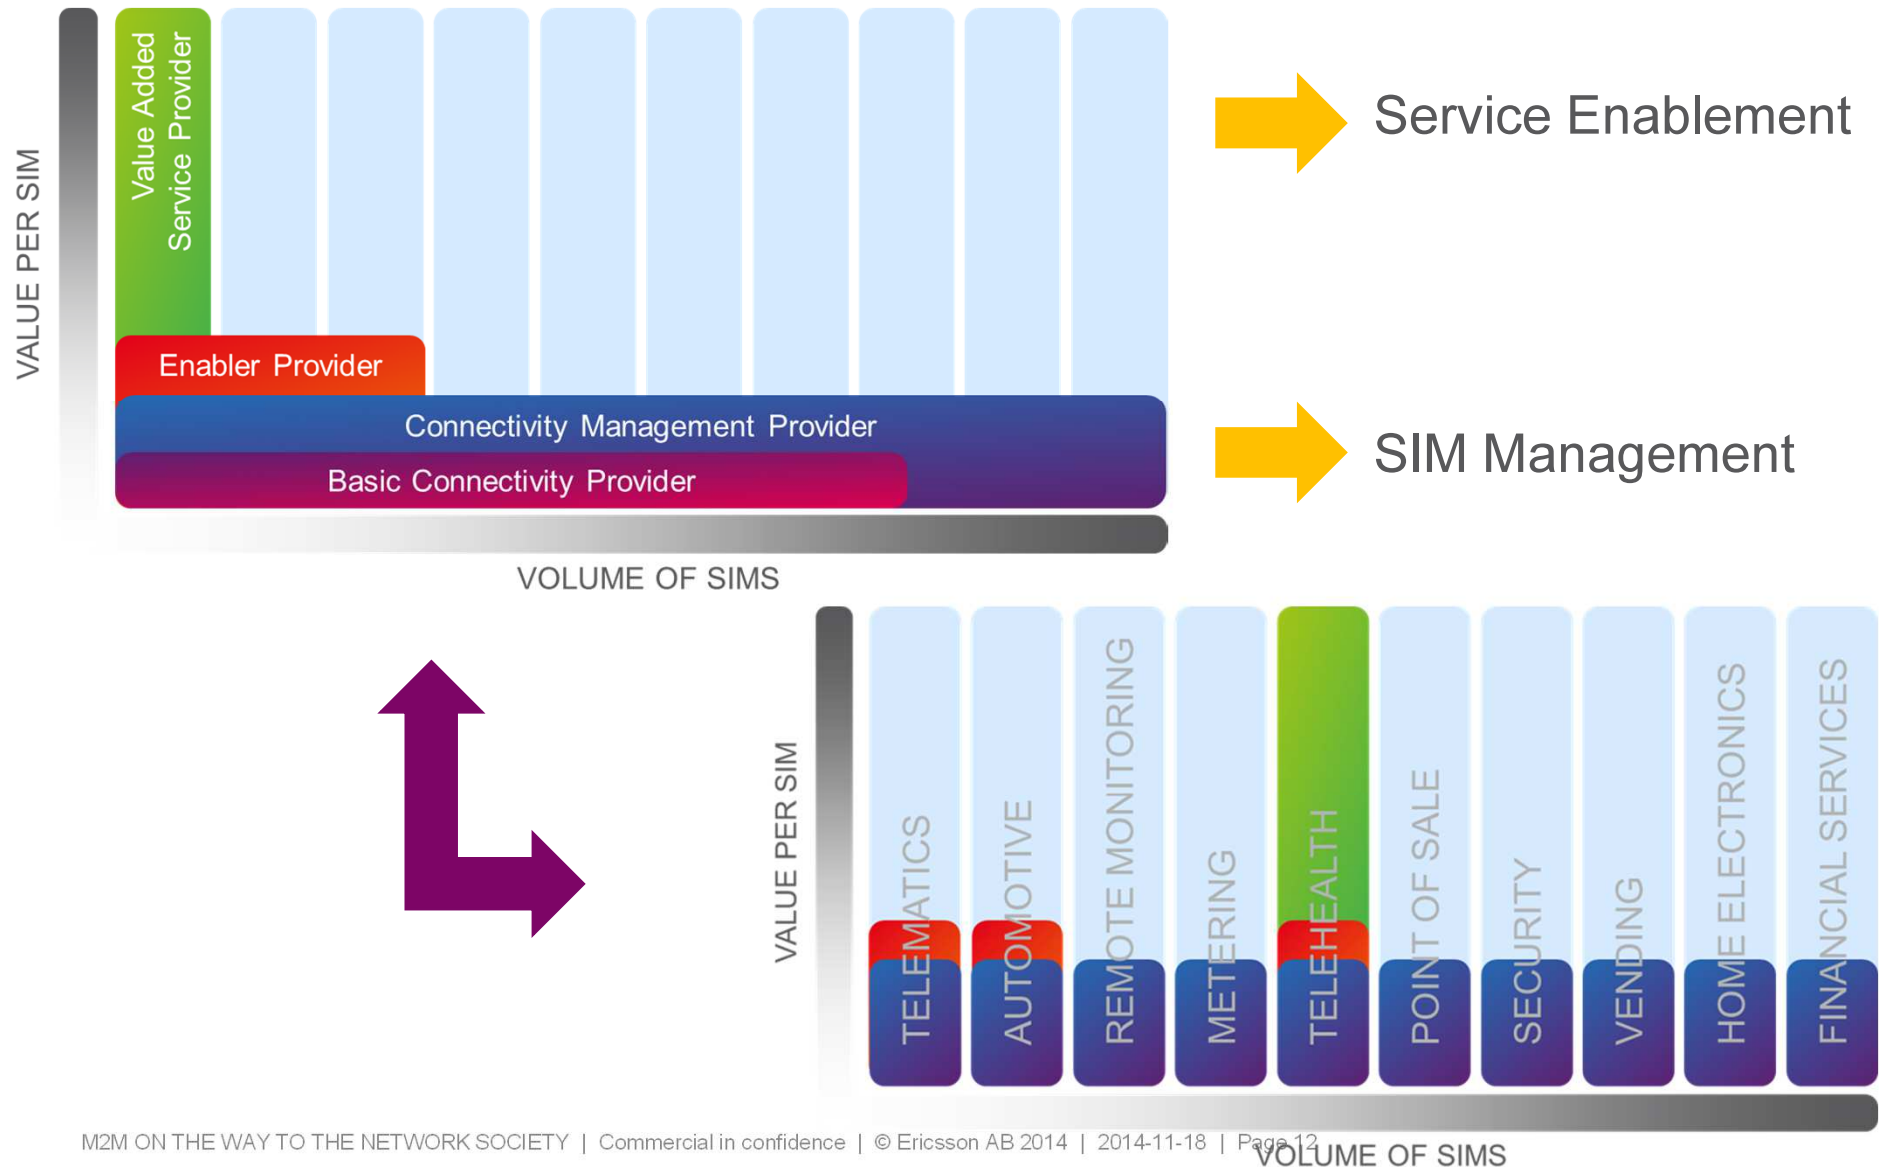 VALUE PER SIM
Value Added
Service Provider
Enabler Provider
Connectivity Management Provider
Basic Connectivity Provider
VOLUME OF SIMS
Service Enablement
SIM Management
VALUE PER SIM
TELEMATICS
AUTOMOTIVE
REMOTE MONITORING
METERING
TELEHEALTH
POINT OF SALE
SECURITY
VENDING
HOME ELECTRONICS
FINANCIAL SERVICES
VOLUME OF SIMS
M2M ON THE WAY TO THE NETWORK SOCIETY | Commercial in confidence | © Ericsson AB 2014 | 2014-11-18 | Page 12